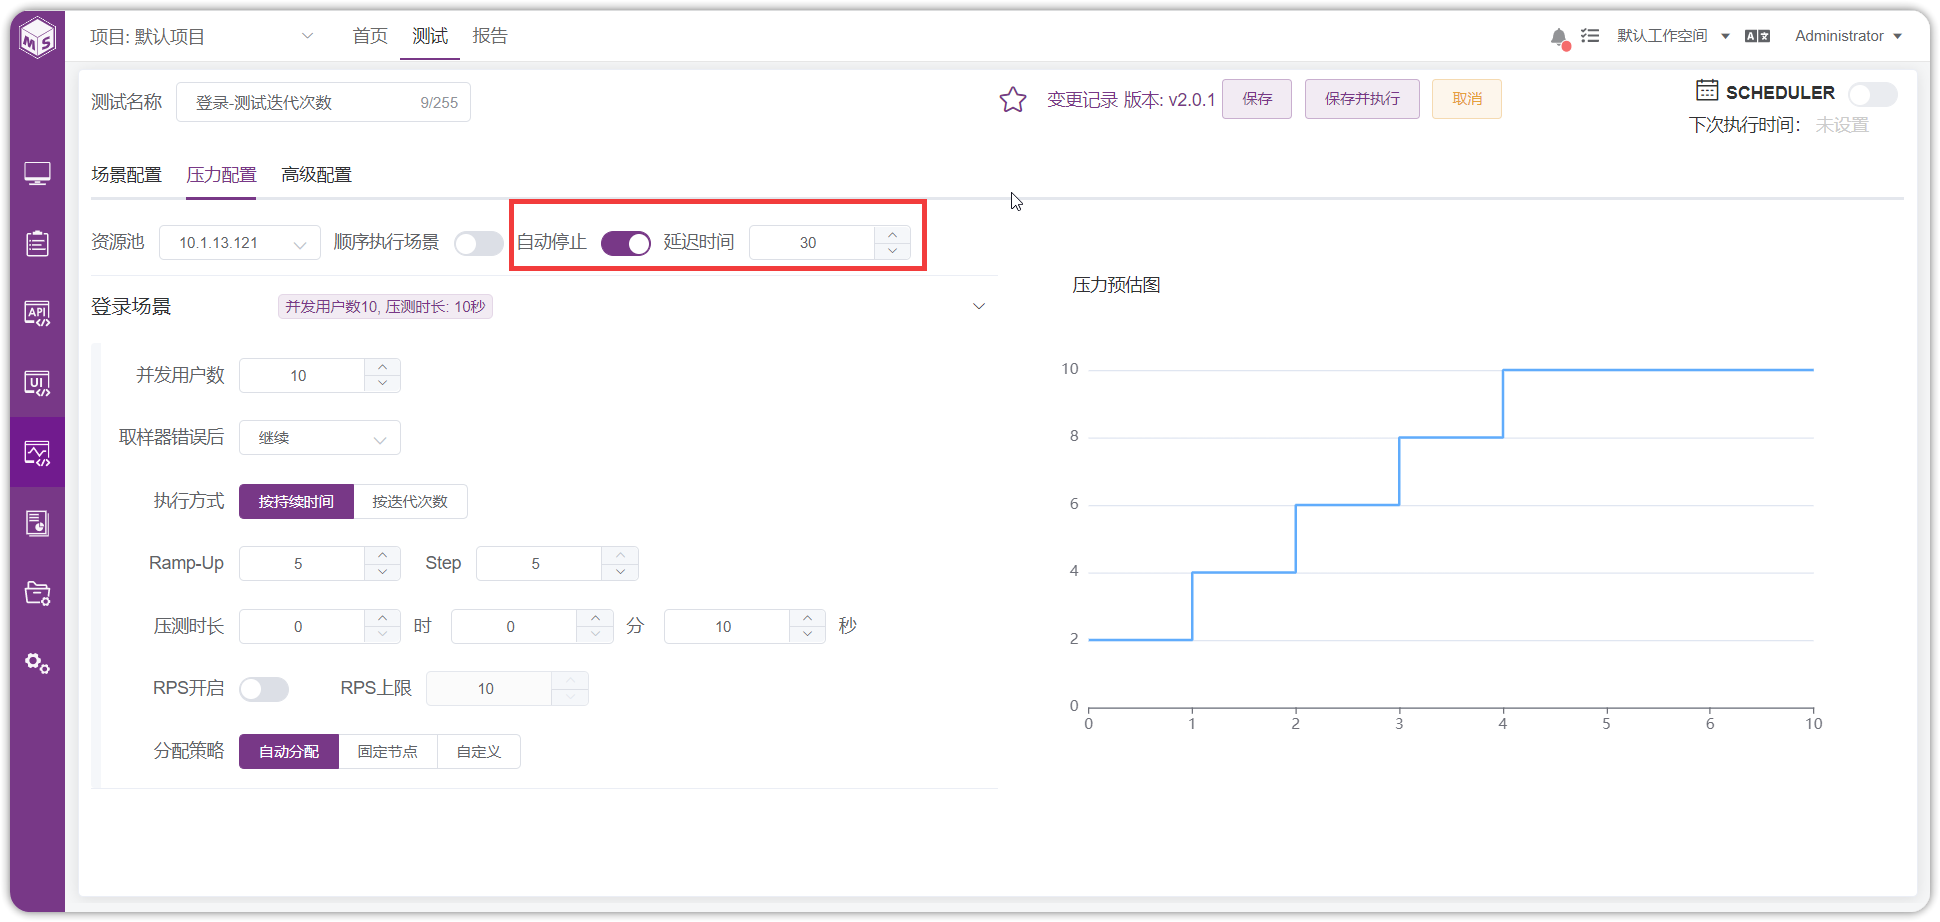 MS
项目: 默认项目
首页 测试 报告
默认工作空间
Administrator
API
UI
测试名称 登录-测试迭代次数 9/255
变更记录 版本: v2.0.1 保存 保存并执行 取消
SCHEDULER
下次执行时间： 未设置
场景配置 压力配置 高级配置
资源池 10.1.13.121 顺序执行场景 自动停止 延迟时间 30
登录场景 并发用户数10, 压测时长: 10秒
并发用户数 10
取样器错误后 继续
执行方式 按持续时间 按迭代次数
Ramp-Up 5 Step 5
压测时长 0 时 0 分 10 秒
RPS开启 RPS上限 10
分配策略 自动分配 固定节点 自定义
压力预估图
10
8
6
4
2
0
0 1 2 3 4 5 6 10